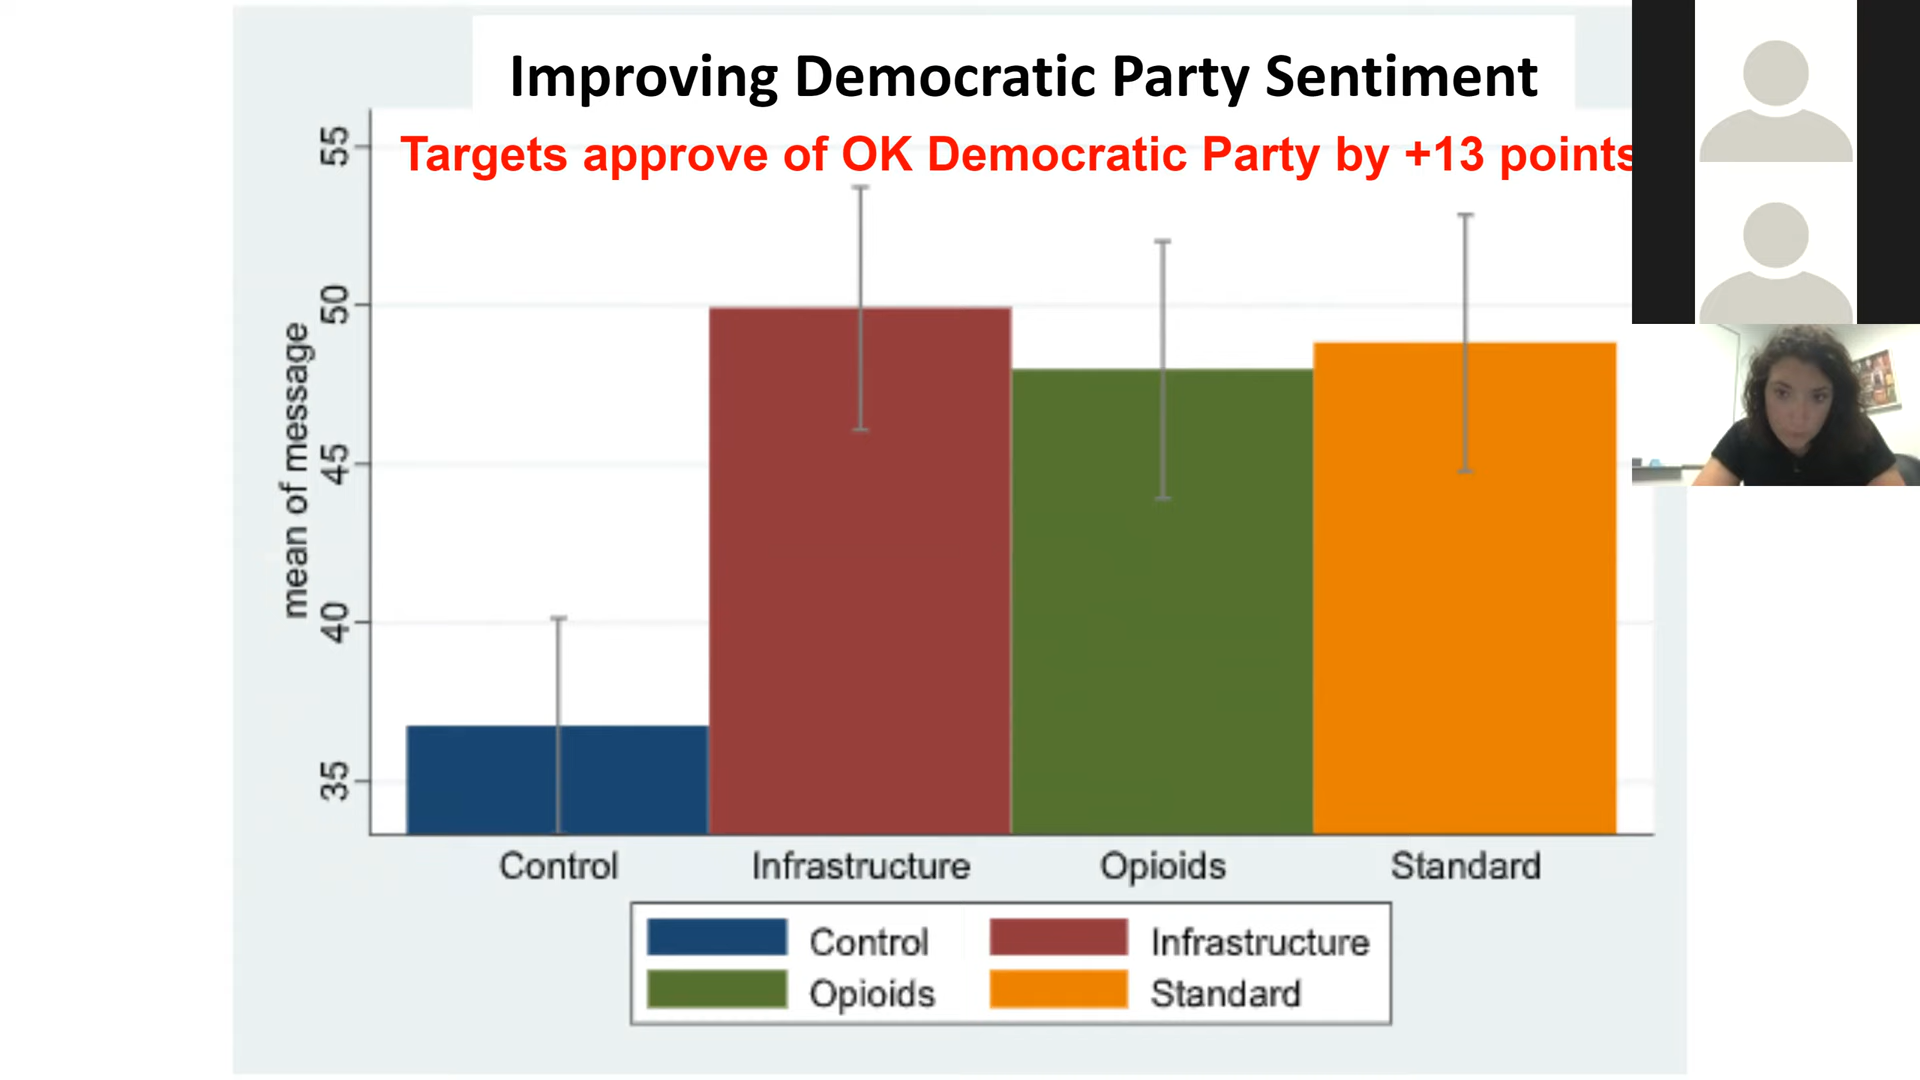 Improving Democratic Party Sentiment
Targets approve of OK Democratic Party by +13 points
mean of message
55
50
45
40
35
Control Infrastructure Opioids Standard
Control Infrastructure
Opioids Standard